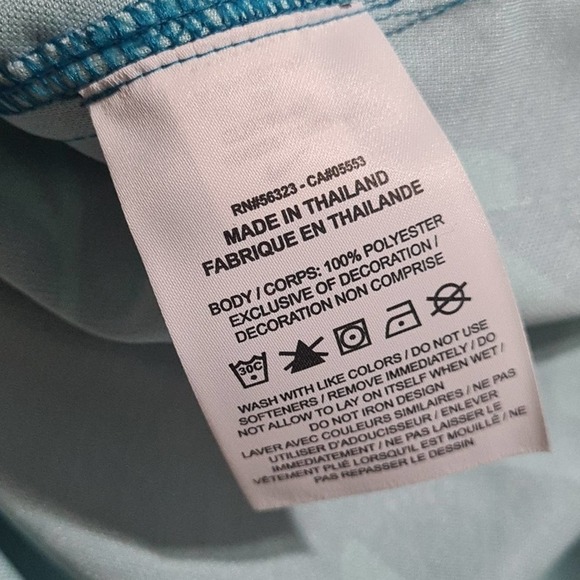 RN#56323 - CA#05553
MADE IN THAILAND
FABRIQUE EN THAILANDE
BODY / CORPS: 100% POLYESTER
EXCLUSIVE OF DECORATION /
DECORATION NON COMPRISE
30C
WASH WITH LIKE COLORS / DO NOT USE
SOFTENERS / REMOVE IMMEDIATELY / DO
NOT ALLOW TO LAY ON ITSELF WHEN WET /
DO NOT IRON DESIGN
LAVER AVEC COULEURS SIMILAIRES / NE PAS
UTILISER D'ADOUCISSEUR / ENLEVER
IMMEDIATEMENT / NE PAS LAISSER LE
VÊTEMENT PLIÉ LORSQU'IL EST MOUILLÉ / NE
PAS REPASSER LE DESSIN